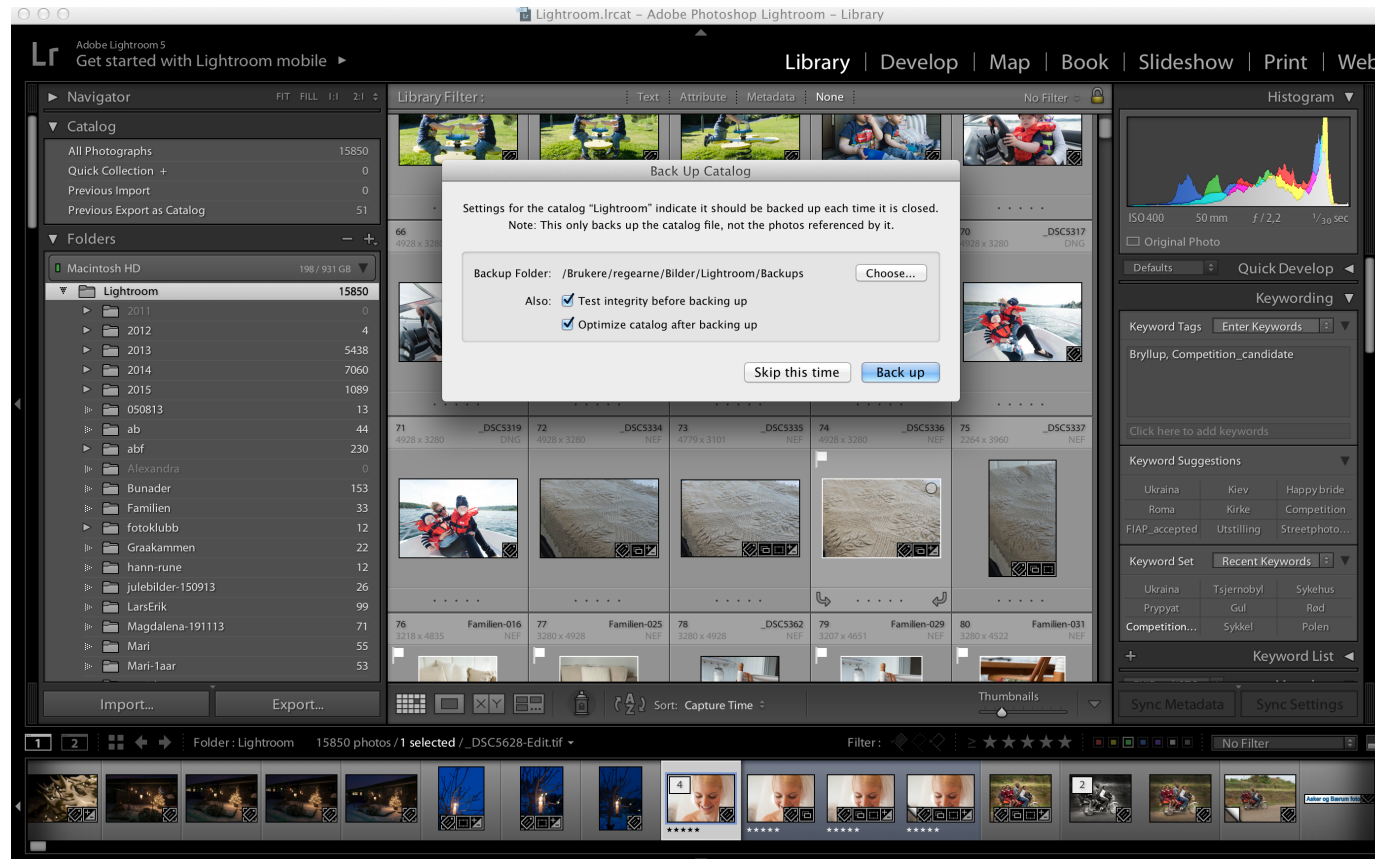 Lightroom.lrcat – Adobe Photoshop Lightroom – Library
Lr
Adobe Lightroom 5
Get started with Lightroom mobile
Library | Develop | Map | Book | Slideshow | Print | Web
Navigator FIT FILL 1:1 2:1
Catalog
All Photographs 15850
Quick Collection + 0
Previous Import 0
Previous Export as Catalog 51
Folders
Macintosh HD 198 / 931 GB
Lightroom 15850
2011 0
2012 4
2013 5438
2014 7060
2015 1089
050813 13
ab 44
abf 230
Alexandra 0
Bunader 153
Familien 33
fotoklubb 12
Graakammen 22
hann-rune 12
julebilder-150913 26
LarsErik 99
Magdalena-191113 71
Mari 55
Mari-1aar 53
Import...
Export...
Library Filter : Text Attribute Metadata None No Filter
Back Up Catalog
Settings for the catalog “Lightroom” indicate it should be backed up each time it is closed.
Note: This only backs up the catalog file, not the photos referenced by it.
Backup Folder: /Brukere/regearne/Bilder/Lightroom/Backups Choose...
Also: Test integrity before backing up
Optimize catalog after backing up
Skip this time
Back up
66
4928 x 3280
70 _DSC5317
4928 x 3280 DNG
71 _DSC5319
4928 x 3280 DNG
72 _DSC5334
4928 x 3280 NEF
73 _DSC5335
4779 x 3101 NEF
74 _DSC5336
4928 x 3280 NEF
75 _DSC5337
2264 x 3960 NEF
76 Familien-016
3218 x 4835 NEF
77 Familien-025
3280 x 4928 NEF
78 _DSC5362
3280 x 4928 NEF
79 Familien-029
3207 x 4651 NEF
80 Familien-031
3280 x 4522 NEF
Sort: Capture Time
Thumbnails
Histogram
ISO 400 50 mm f / 2,2 1/30 sec
Original Photo
Defaults Quick Develop
Keywording
Keyword Tags Enter Keywords
Bryllup, Competition_candidate
Click here to add keywords
Keyword Suggestions
Ukraina Kiev Happy bride
Roma Kirke Competition
FIAP_accepted Utstilling Streetphoto...
Keyword Set Recent Keywords
Ukraina Tsjernobyl Sykehus
Prypyat Gul Rød
Competition... Sykkel Polen
+ Keyword List
Sync Metadata
Sync Settings
1 2 Folder : Lightroom 15850 photos / 1 selected / _DSC5628-Edit.tif
Filter : No Filter
4
2
Asker og Bærum foto